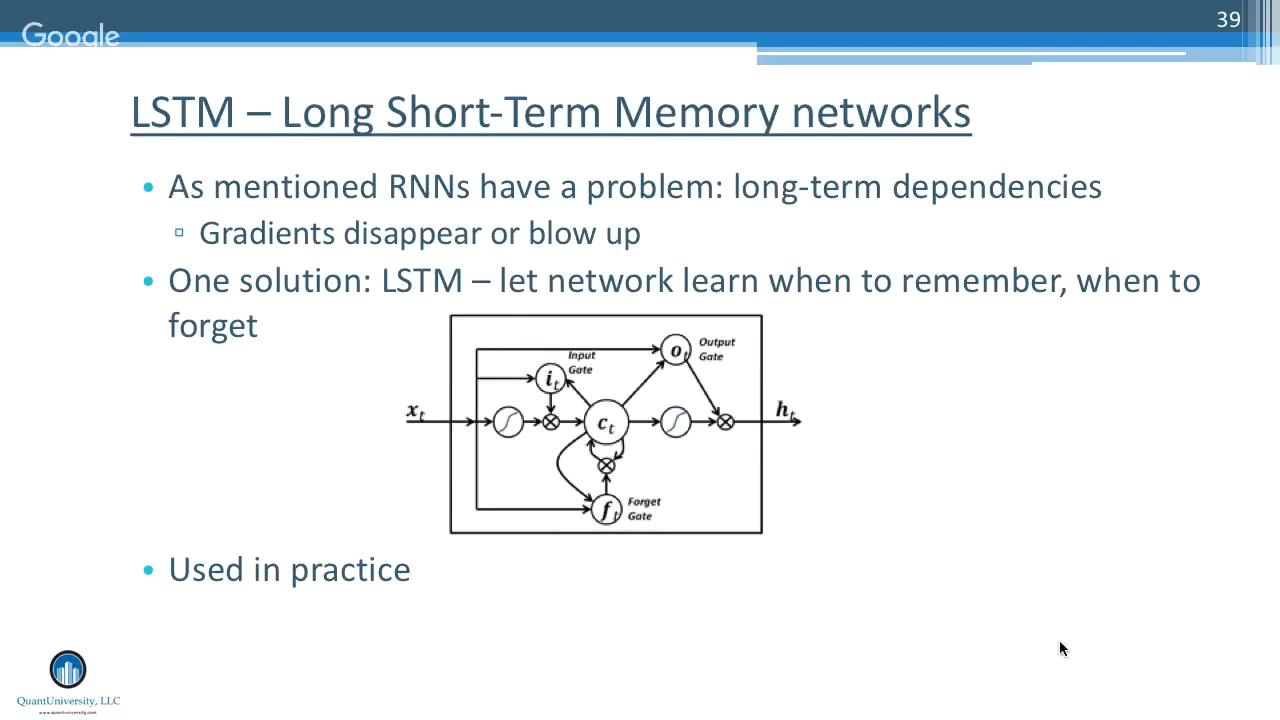 39
Google
LSTM – Long Short-Term Memory networks
• As mentioned RNNs have a problem: long-term dependencies
▫ Gradients disappear or blow up
• One solution: LSTM – let network learn when to remember, when to
forget
Output
Gate
Input
Gate
o_t
i_t
x_t
c_t
h_t
f_t
Forget
Gate
• Used in practice
QuantUniversity, LLC
www.quantuniversity.com